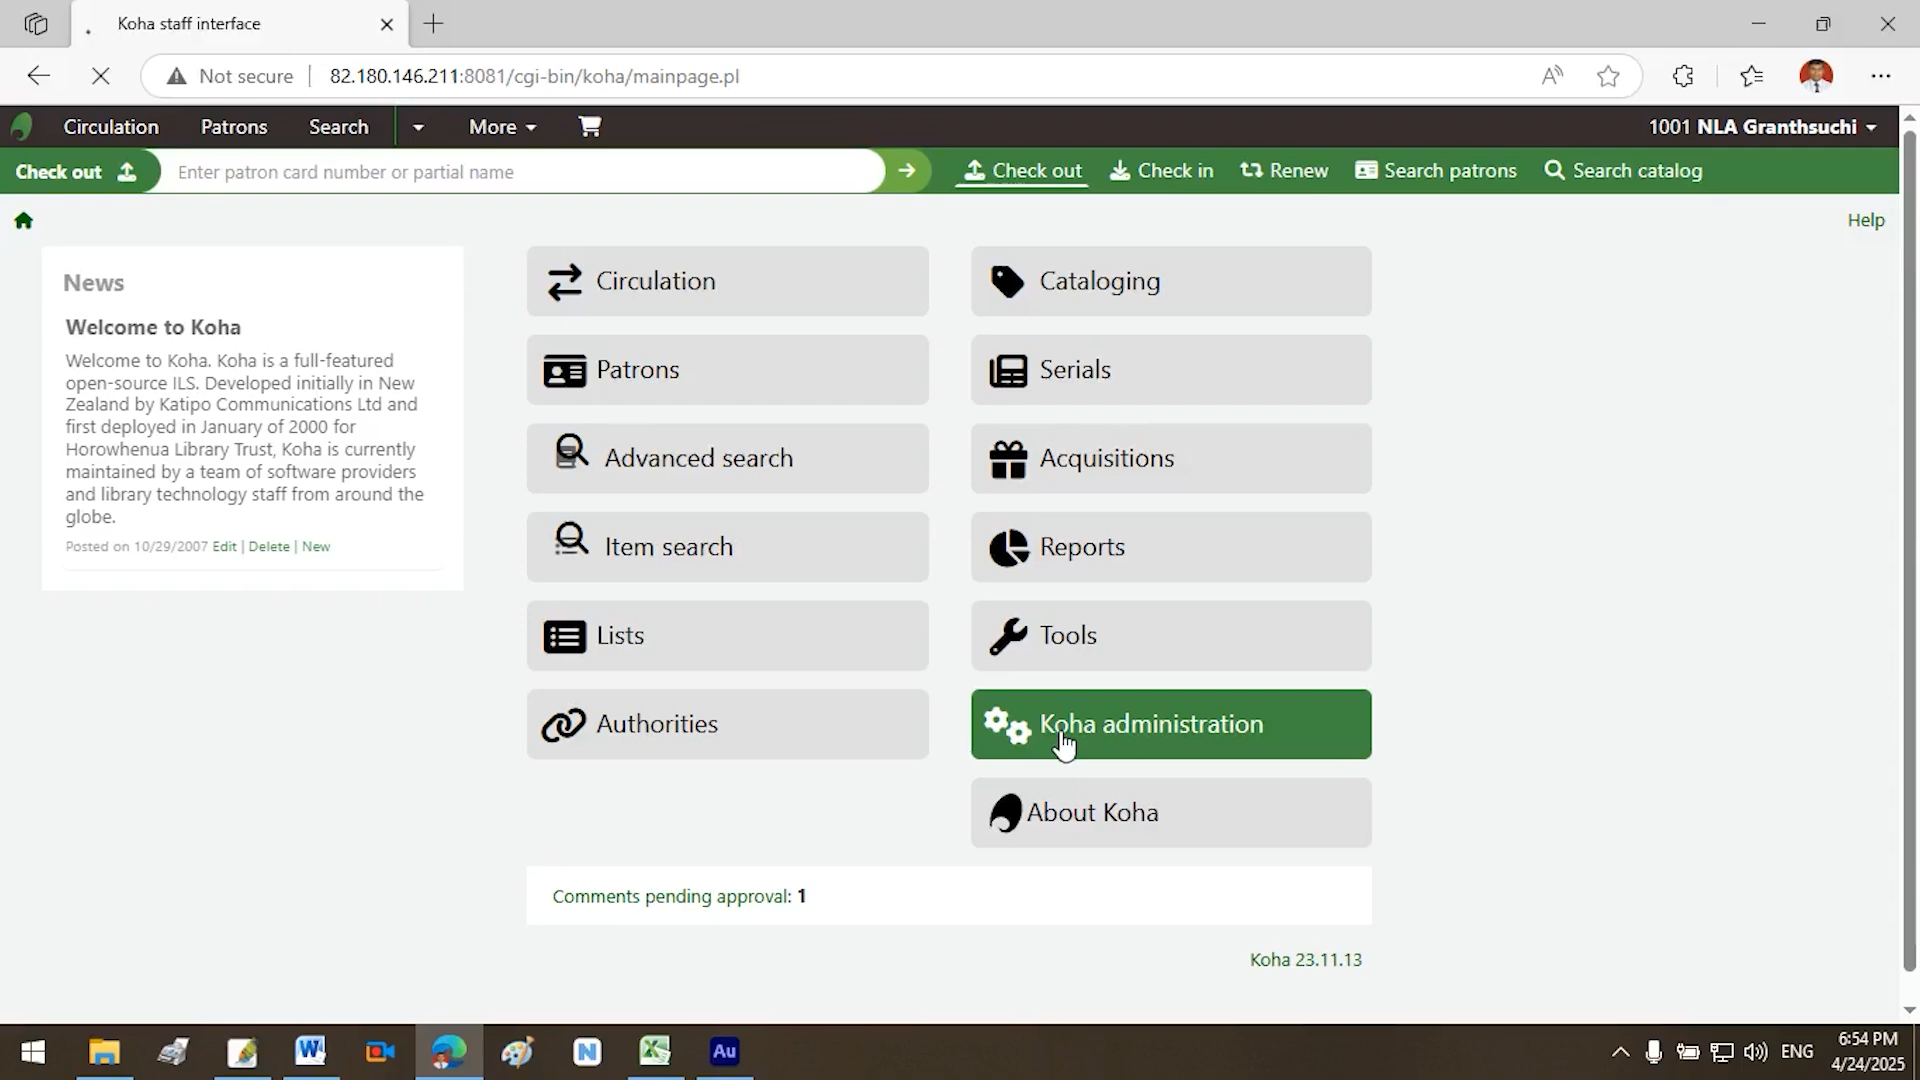 Koha staff interface
Not secure 82.180.146.211:8081/cgi-bin/koha/mainpage.pl
Circulation Patrons Search More 1001 NLA Granthsuchi
Check out Enter patron card number or partial name Check out Check in Renew Search patrons Search catalog
Help
News
Welcome to Koha
Welcome to Koha. Koha is a full-featured
open-source ILS. Developed initially in New
Zealand by Katipo Communications Ltd and
first deployed in January of 2000 for
Horowhenua Library Trust, Koha is currently
maintained by a team of software providers
and library technology staff from around the
globe.
Posted on 10/29/2007 Edit | Delete | New
Circulation
Patrons
Advanced search
Item search
Lists
Authorities
Cataloging
Serials
Acquisitions
Reports
Tools
Koha administration
About Koha
Comments pending approval: 1
Koha 23.11.13
Au
ENG
6:54 PM
4/24/2025